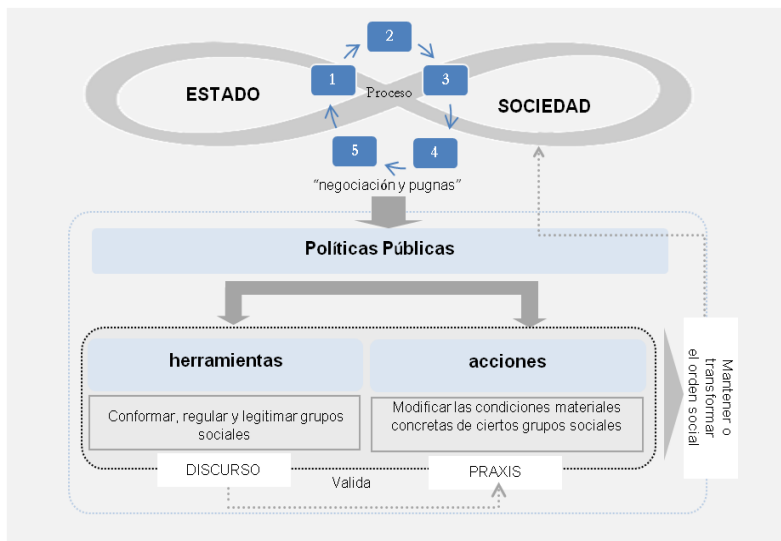 2
1
3
ESTADO
Proceso
SOCIEDAD
5
4
“negociación y pugnas”
Políticas Públicas
herramientas
acciones
Conformar, regular y legitimar grupos
sociales
Modificar las condiciones materiales
concretas de ciertos grupos sociales
DISCURSO
Valida
PRAXIS
Mantener o
transformar
el orden social